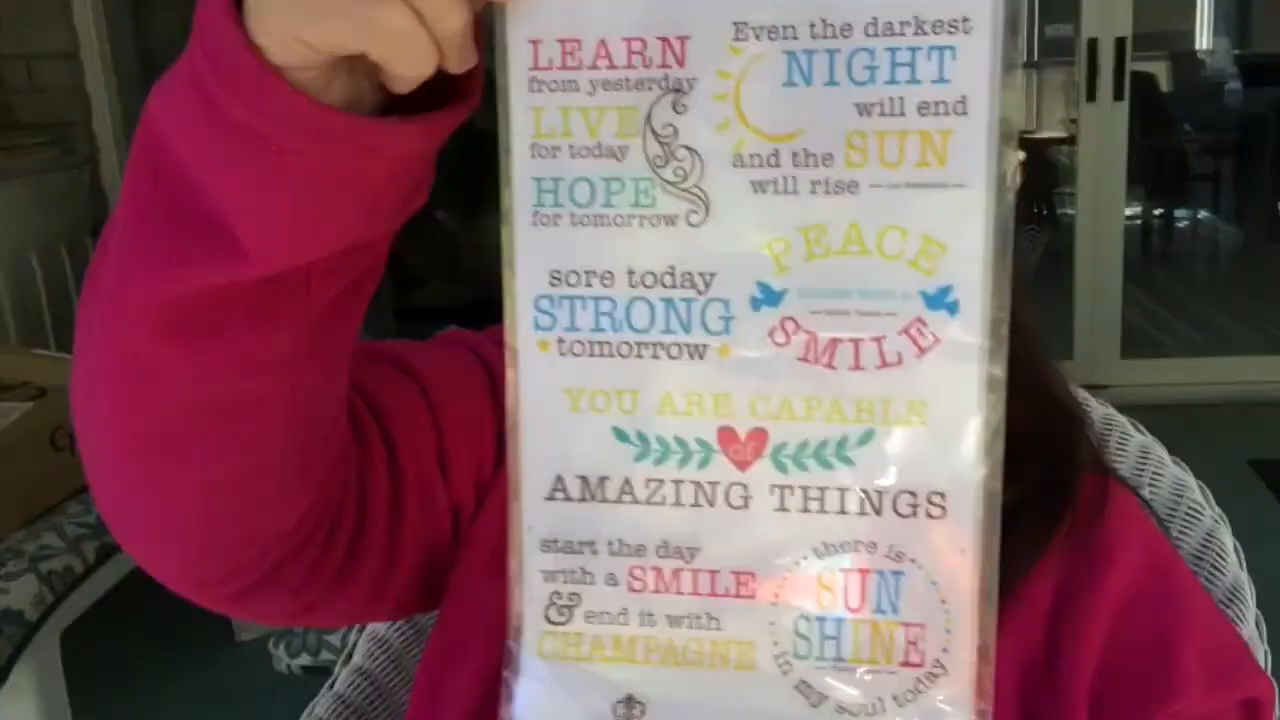 LEARN
from yesterday
LIVE
for today
HOPE
for tomorrow
Even the darkest
NIGHT
will end
and the SUN
will rise
sore today
STRONG
tomorrow
PEACE
SMILE
YOU ARE CAPABLE
of
AMAZING THINGS
start the day
with a SMILE
& end it with
CHAMPAGNE
there is
SUN
SHINE
in my soul today